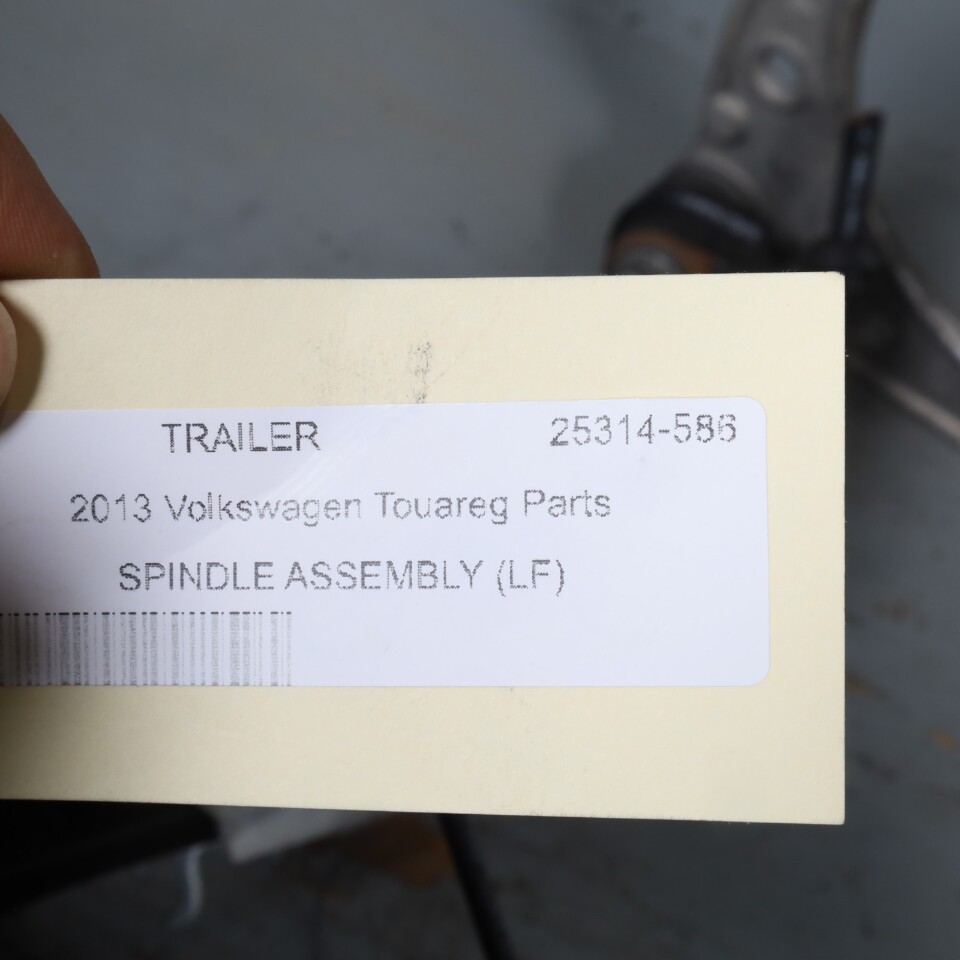 TRAILER 25314-586
2013 Volkswagen Touareg Parts
SPINDLE ASSEMBLY (LF)